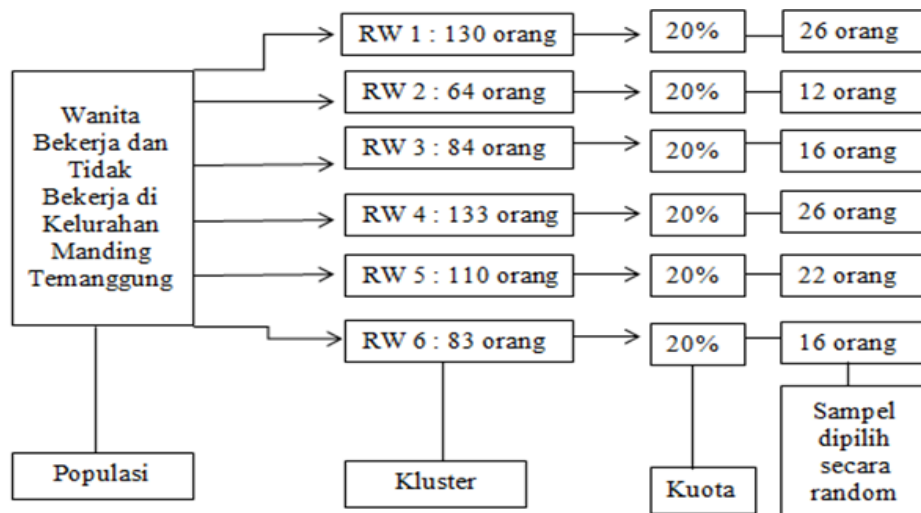 RW 1 : 130 orang
20%
26 orang
Wanita
Bekerja dan
Tidak
Bekerja di
Kelurahan
Manding
Temanggung
RW 2 : 64 orang
20%
12 orang
RW 3 : 84 orang
20%
16 orang
RW 4 : 133 orang
20%
26 orang
RW 5 : 110 orang
20%
22 orang
RW 6 : 83 orang
20%
16 orang
Populasi
Kluster
Kuota
Sampel
dipilih
secara
random